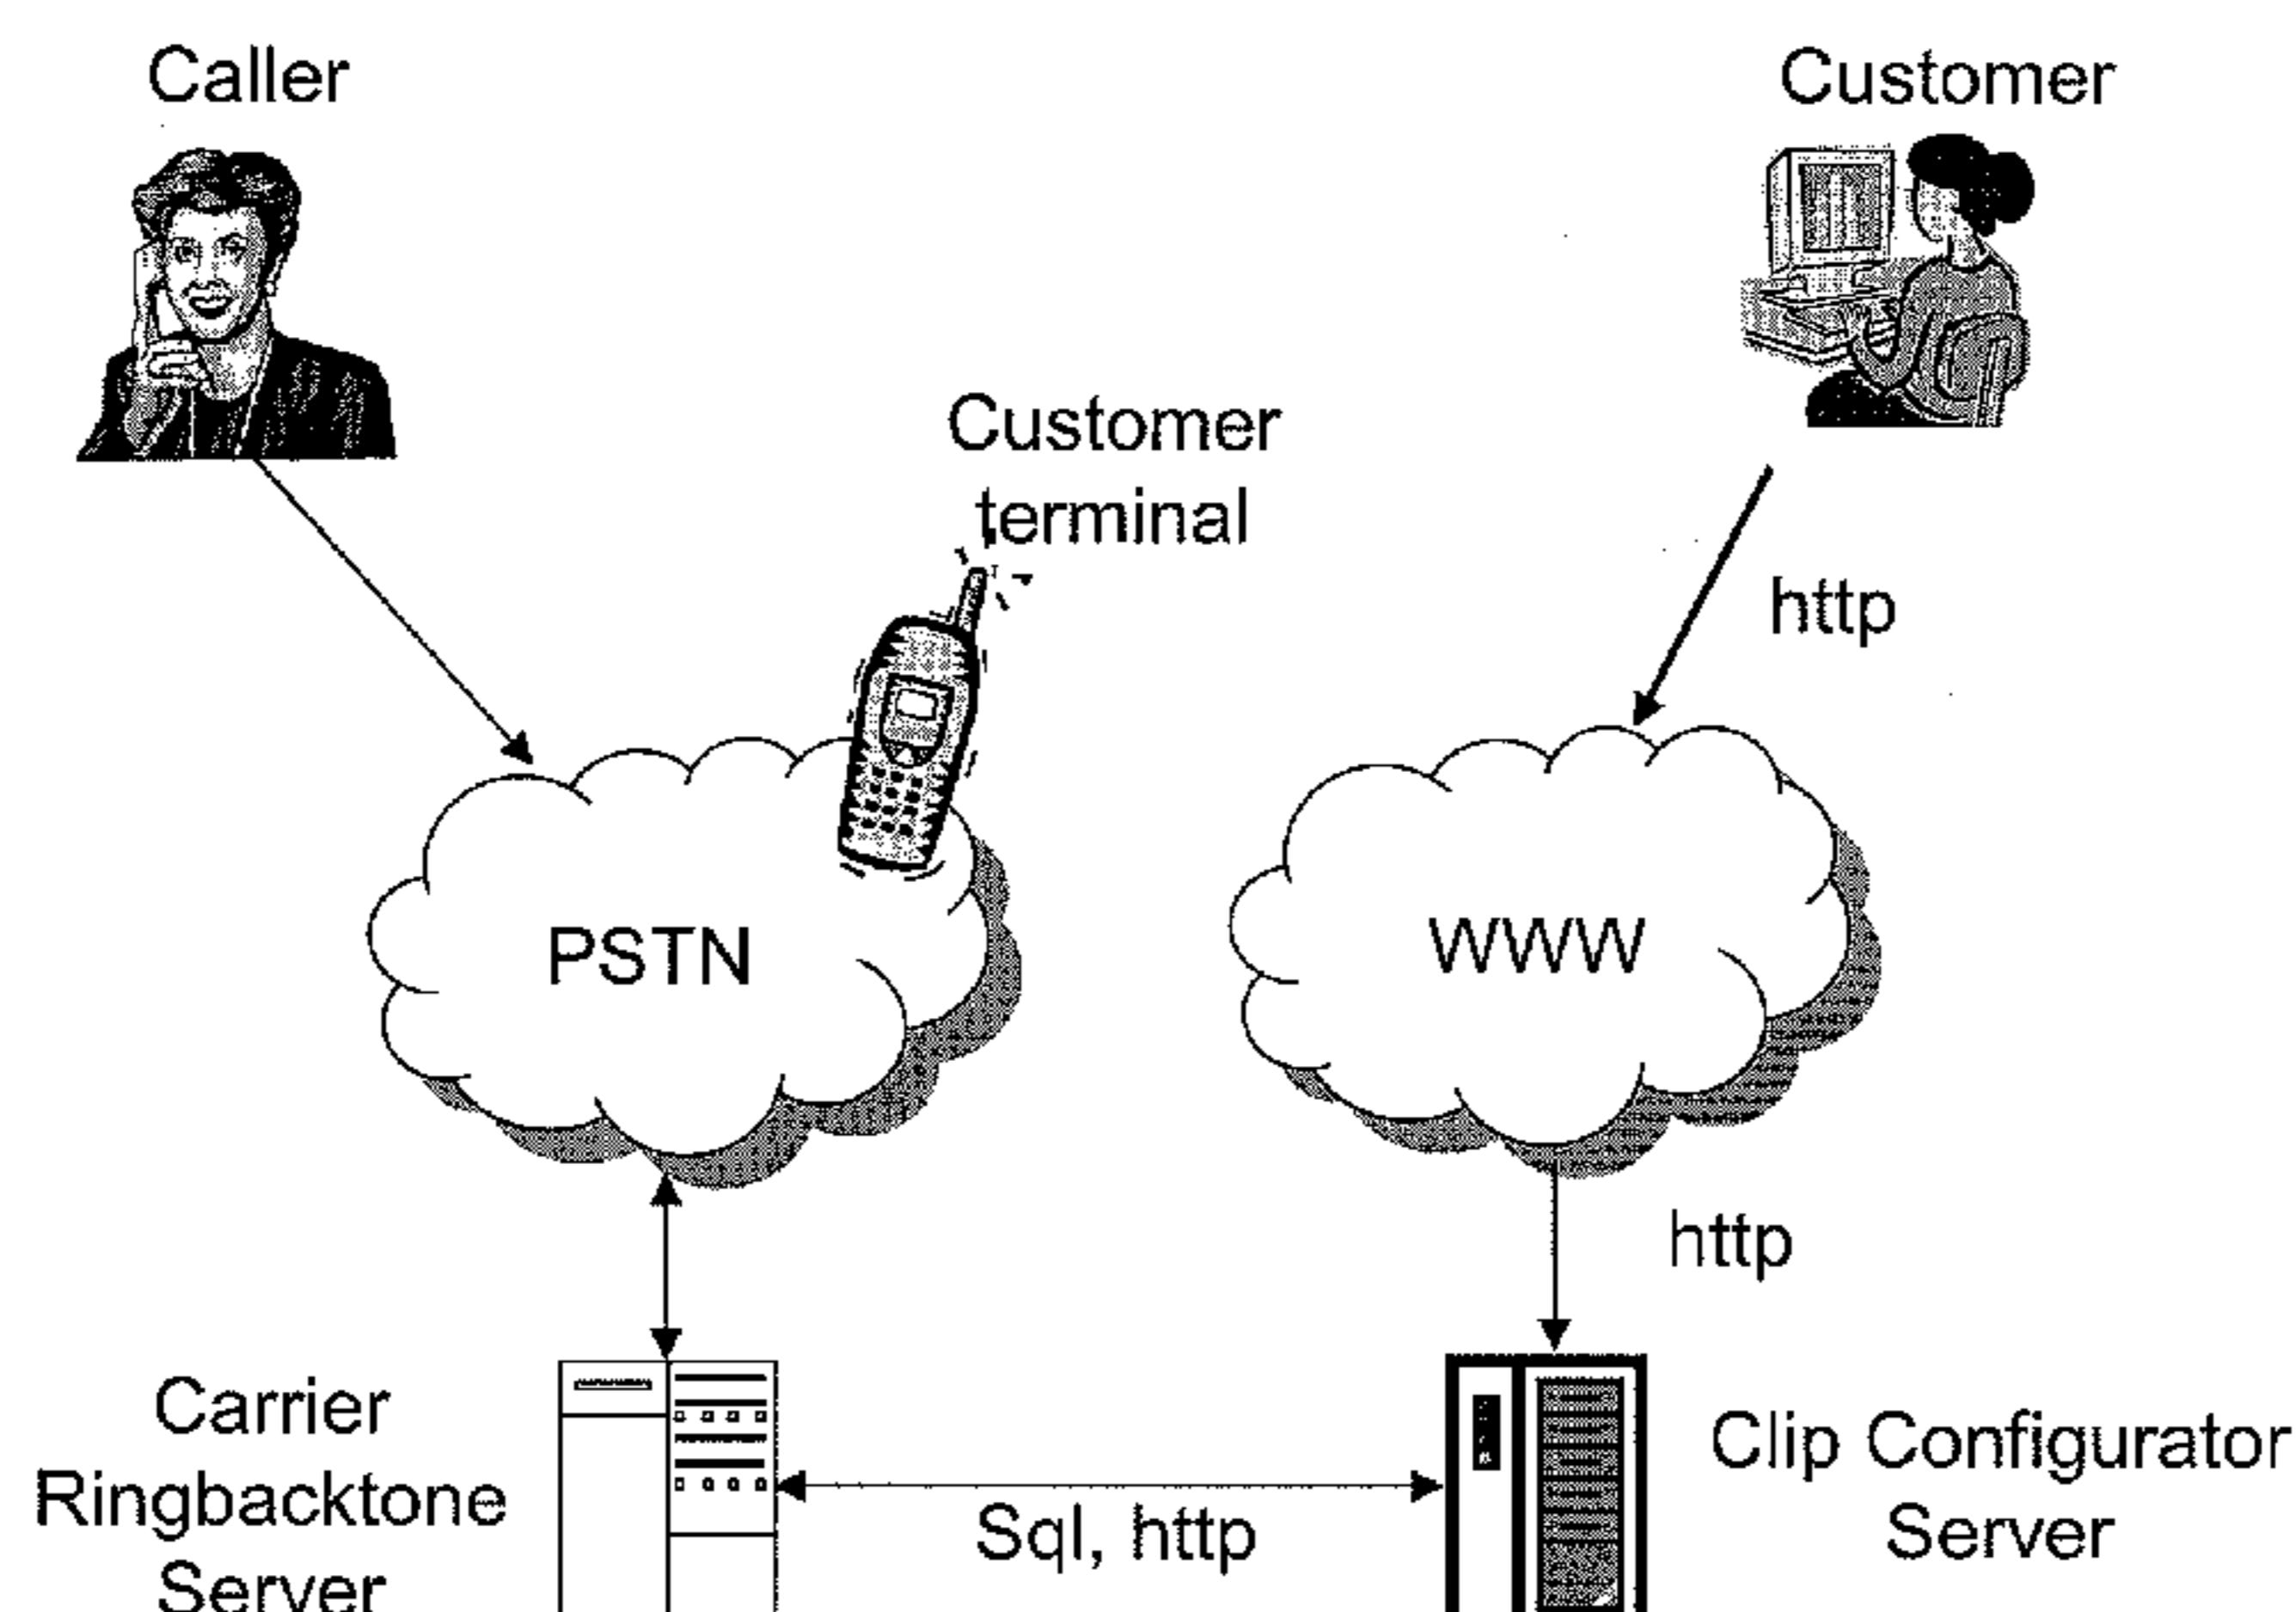 Caller
Customer
Customer
terminal
http
PSTN
WWW
http
Carrier
Ringbacktone
Server
Sql, http
Clip Configurator
Server